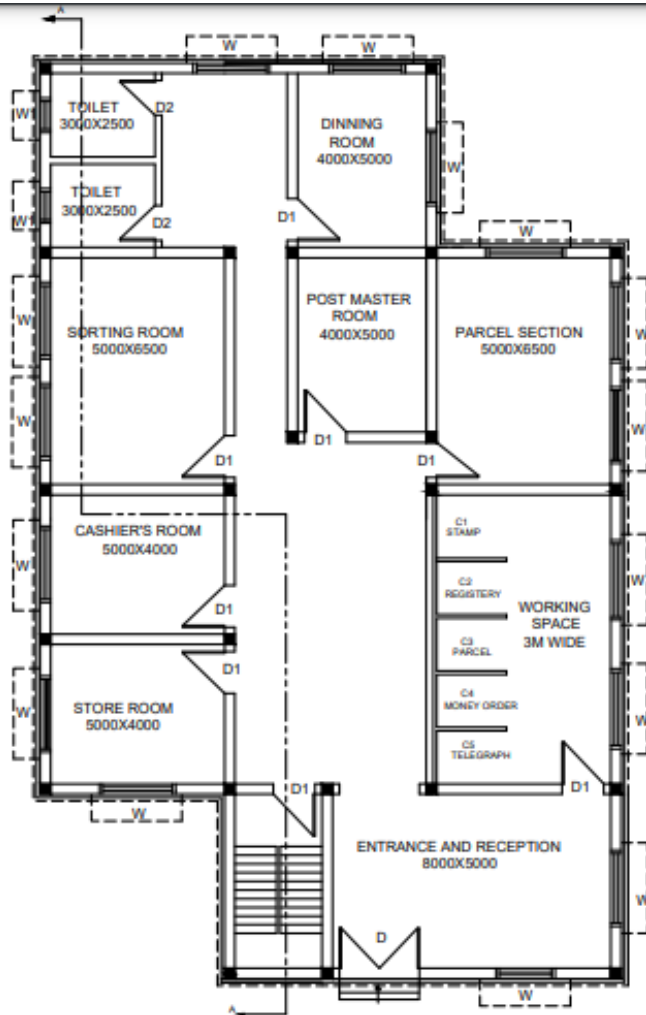 A
W
W
TOILET
3000X2500
D2
W1
DINNING
ROOM
4000X5000
W
TOILET
3000X2500
W1
D2
D1
W
SORTING ROOM
5000X6500
W
POST MASTER
ROOM
4000X5000
PARCEL SECTION
5000X6500
W
W
W
D1
D1
D1
CASHIER'S ROOM
5000X4000
W
D1
C1
STAMP
C2
REGISTERY
C3
PARCEL
C4
MONEY ORDER
C5
TELEGRAPH
WORKING
SPACE
3M WIDE
W
W
D1
STORE ROOM
5000X4000
W
W
D1
D1
ENTRANCE AND RECEPTION
8000X5000
W
D
W
A